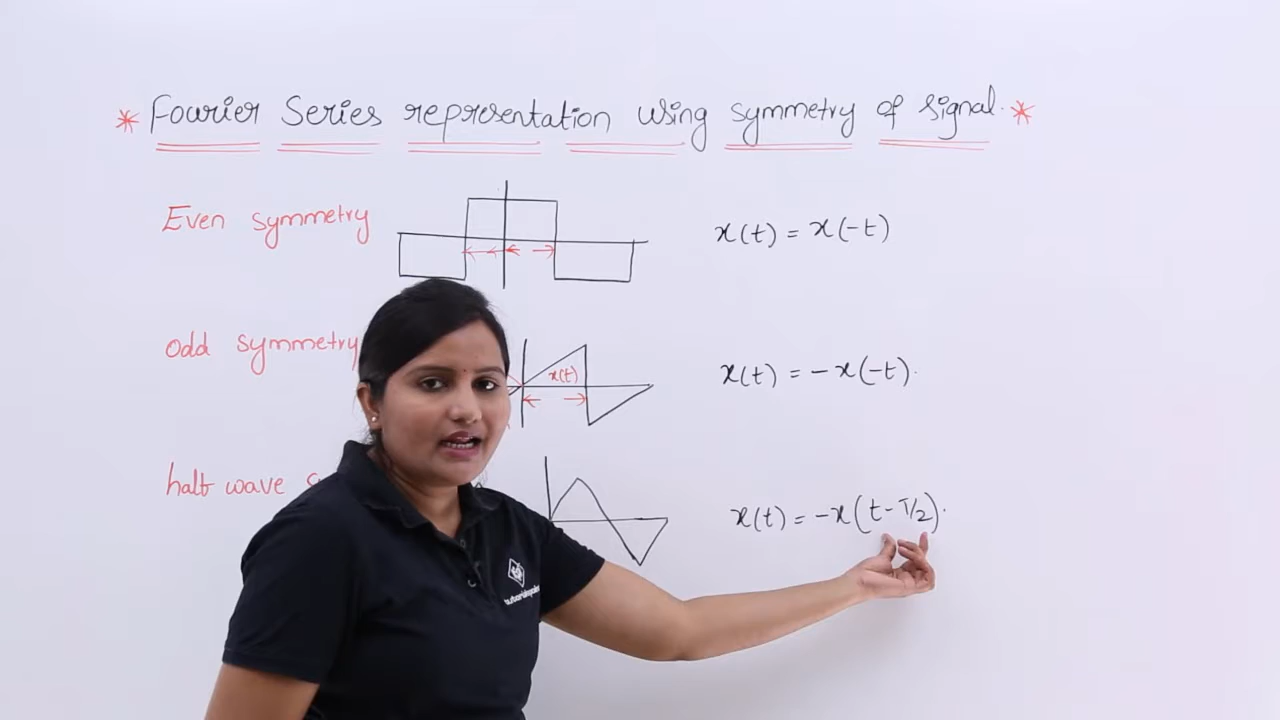 * Fourier Series representation using symmetry of signal. *
Even symmetry
x(t) = x(-t)
odd symmetry
x(t)
x(t) = -x(-t).
half wave
x(t) = -x(t-T/2).